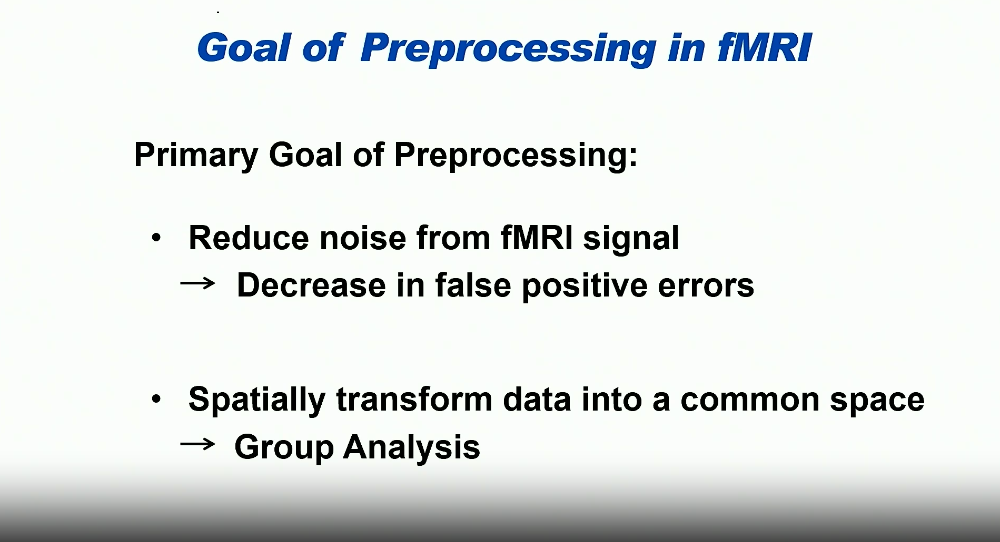 Goal of Preprocessing in fMRI
Primary Goal of Preprocessing:
• Reduce noise from fMRI signal
→ Decrease in false positive errors
• Spatially transform data into a common space
→ Group Analysis